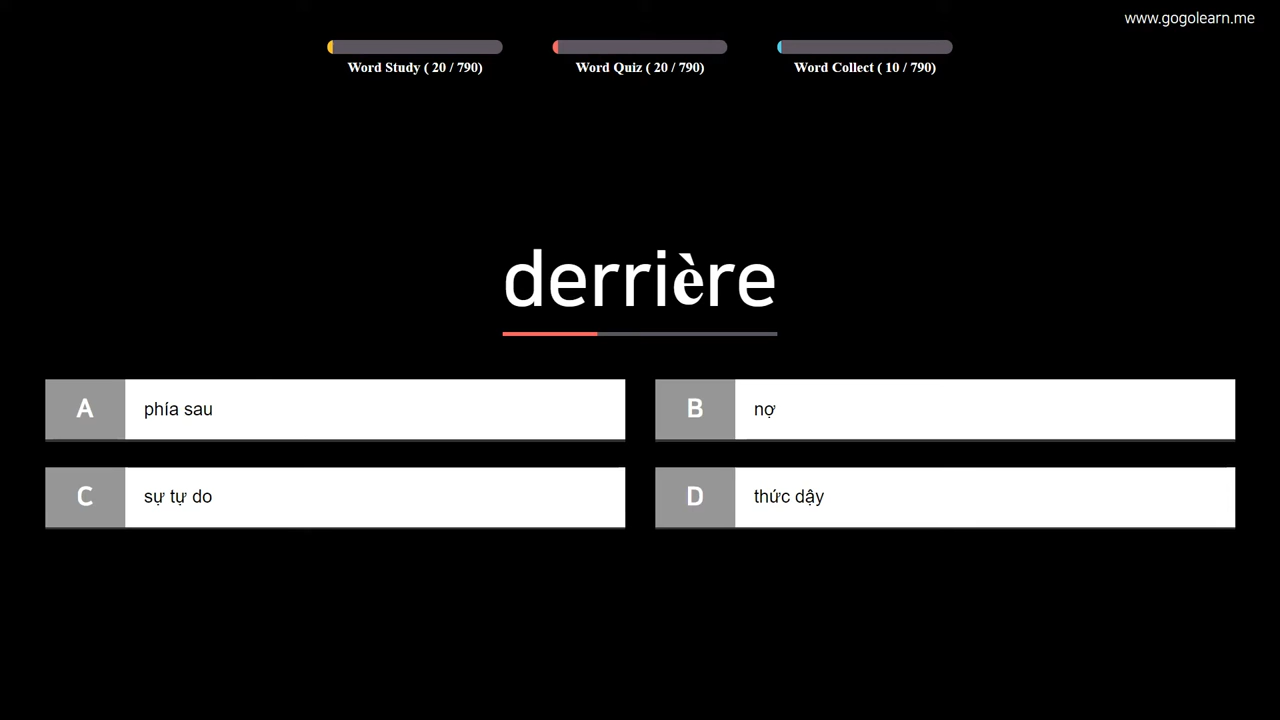 www.gogolearn.me
Word Study ( 20 / 790)
Word Quiz ( 20 / 790)
Word Collect ( 10 / 790)
derrière
A phía sau
B nợ
C sự tự do
D thức dậy